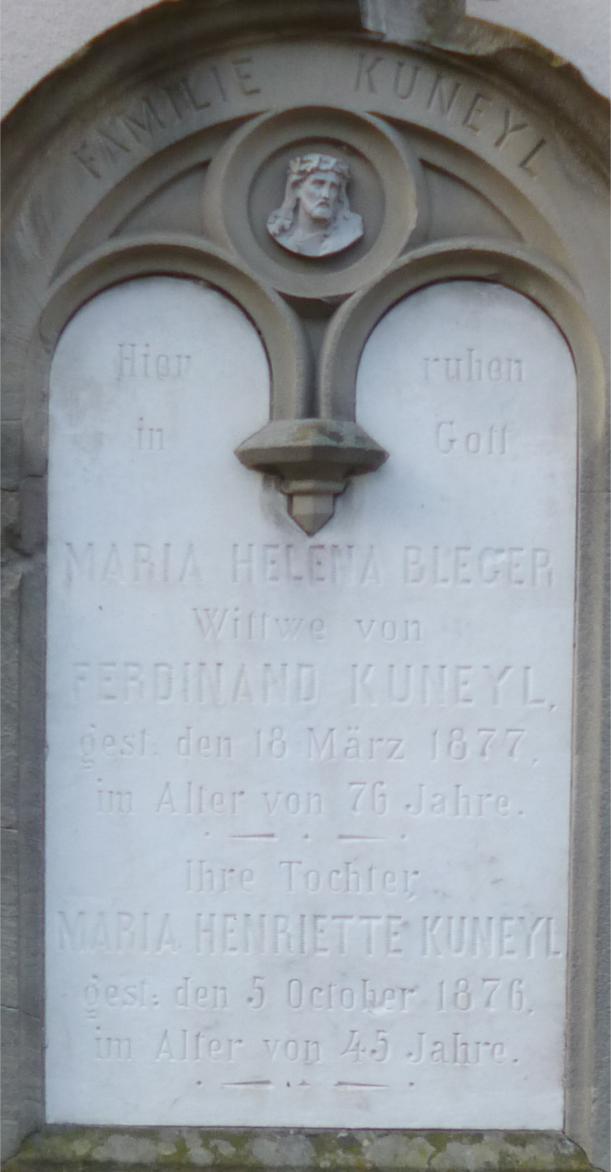 FAMILIE KUNEYL
Hier ruhen
in Gott
MARIA HELENA BLEGER
Wittwe von
FERDINAND KUNEYL,
gest: den 18 März 1877,
im Alter von 76 Jahre.
Ihre Tochter,
MARIA HENRIETTE KUNEYL
gest: den 5 October 1876,
im Alter von 45 Jahre.